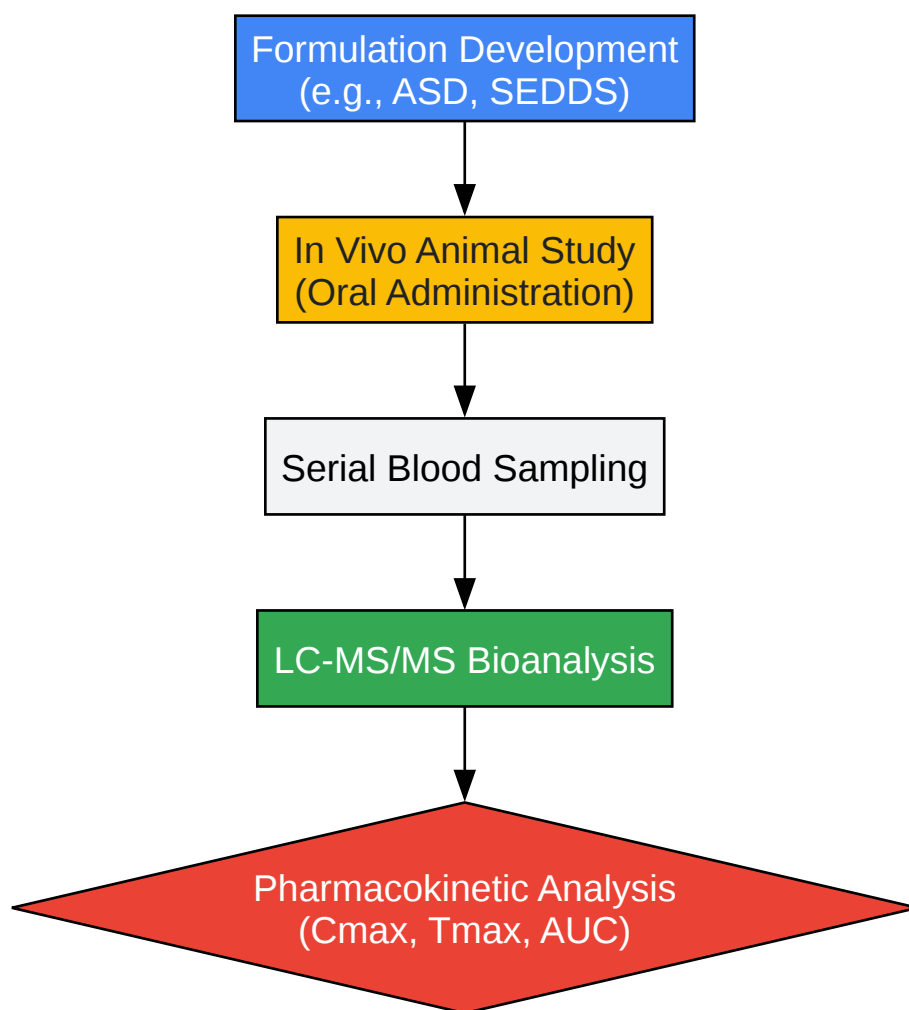 Formulation Development
(e.g., ASD, SEDDS)
In Vivo Animal Study
(Oral Administration)
Serial Blood Sampling
LC-MS/MS Bioanalysis
Pharmacokinetic Analysis
(Cmax, Tmax, AUC)